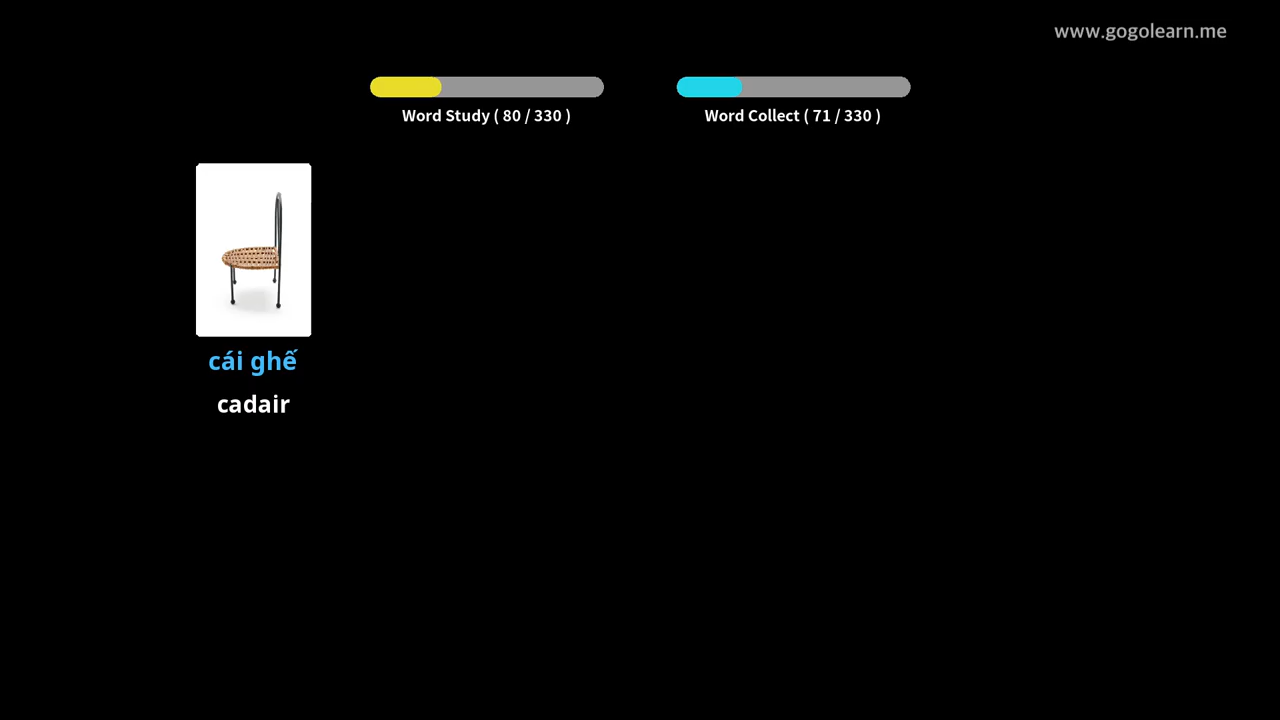 www.gogolearn.me
Word Study ( 80 / 330 )
Word Collect ( 71 / 330 )
cái ghế
cadair